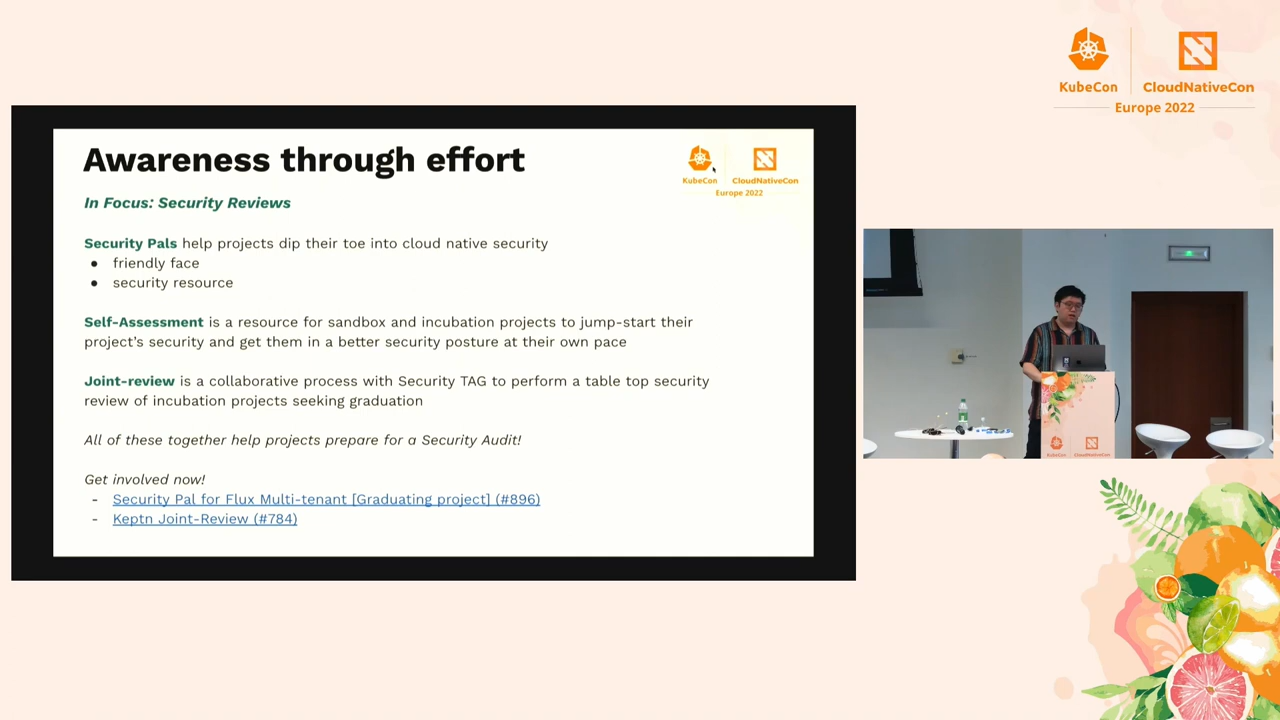 KubeCon
CloudNativeCon
Europe 2022
Awareness through effort
KubeCon
CloudNativeCon
Europe 2022
In Focus: Security Reviews
Security Pals help projects dip their toe into cloud native security
● friendly face
● security resource
Self-Assessment is a resource for sandbox and incubation projects to jump-start their
project's security and get them in a better security posture at their own pace
Joint-review is a collaborative process with Security TAG to perform a table top security
review of incubation projects seeking graduation
All of these together help projects prepare for a Security Audit!
Get involved now!
- Security Pal for Flux Multi-tenant [Graduating project] (#896)
- Keptn Joint-Review (#784)